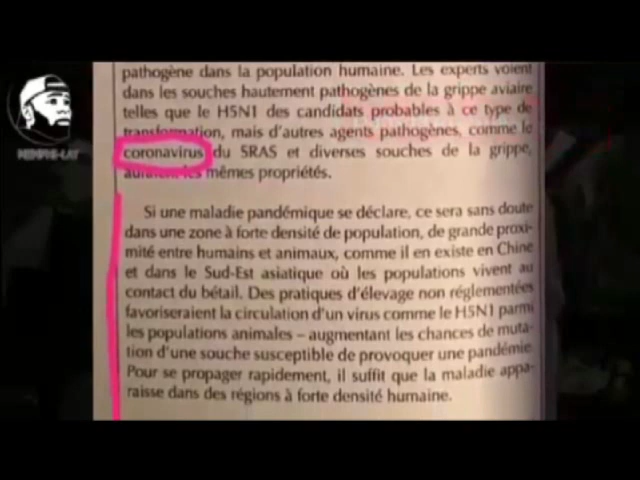 pathogène dans la population humaine. Les experts voient
dans les souches hautement pathogènes de la grippe aviaire
telles que le H5N1 des candidats probables à ce type de
transformation, mais d'autres agents pathogènes, comme le
coronavirus du SRAS et diverses souches de la grippe,
auraient les mêmes propriétés.
Si une maladie pandémique se déclare, ce sera sans doute
dans une zone à forte densité de population, de grande proxi-
mité entre humains et animaux, comme il en existe en Chine
et dans le Sud-Est asiatique où les populations vivent au
contact du bétail. Des pratiques d'élevage non réglementées
favoriseraient la circulation d'un virus comme le H5N1 parmi
les populations animales – augmentant les chances de muta-
tion d'une souche susceptible de provoquer une pandémie.
Pour se propager rapidement, il suffit que la maladie appa-
raisse dans des régions à forte densité humaine.